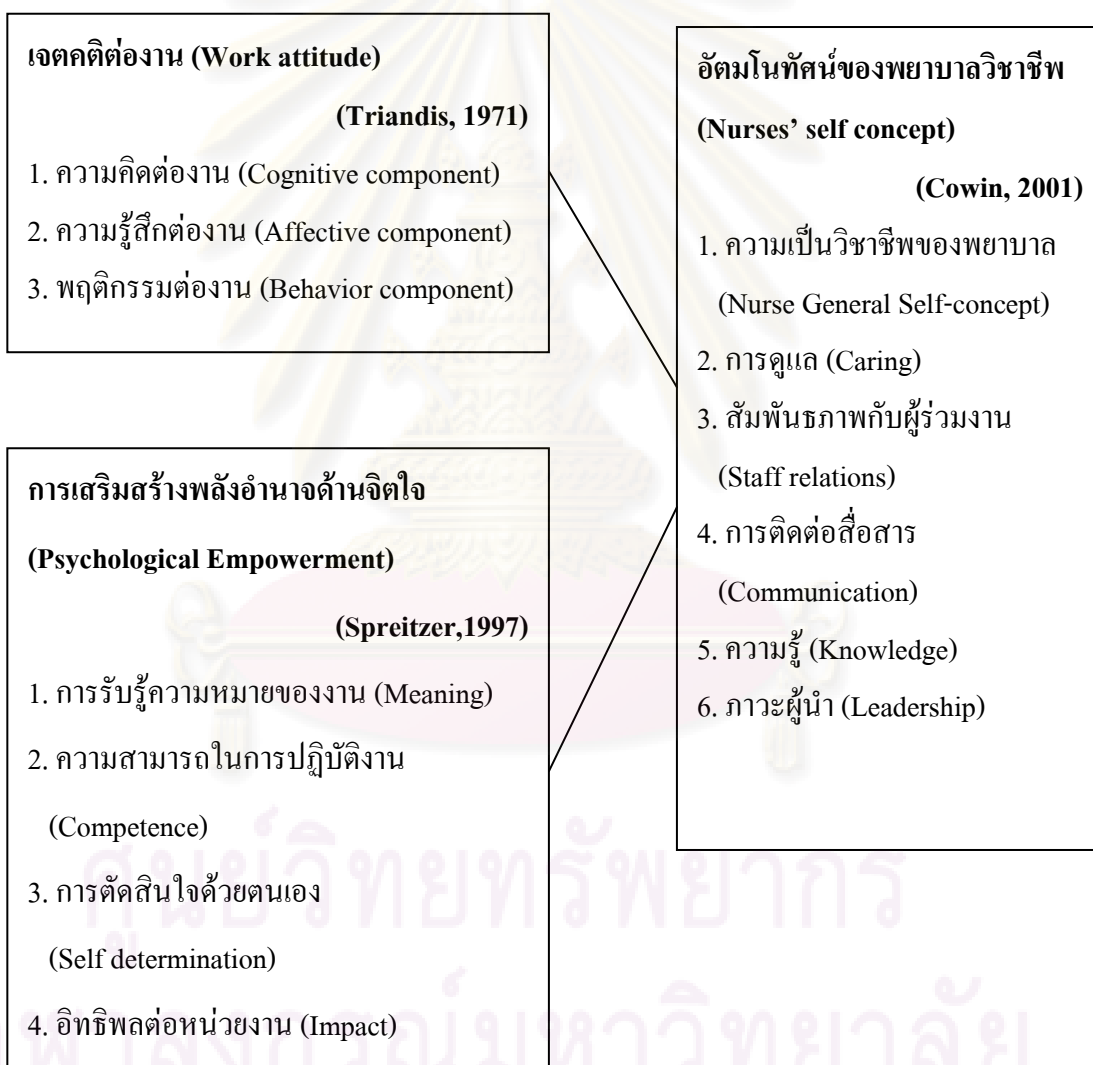 เจตคติต่องาน (Work attitude)
(Triandis, 1971)
1. ความคิดต่องาน (Cognitive component)
2. ความรู้สึกต่องาน (Affective component)
3. พฤติกรรมต่องาน (Behavior component)
การเสริมสร้างพลังอำนาจด้านจิตใจ
(Psychological Empowerment)
(Spreitzer,1997)
1. การรับรู้ความหมายของงาน (Meaning)
2. ความสามารถในการปฏิบัติงาน
(Competence)
3. การตัดสินใจด้วยตนเอง
(Self determination)
4. อิทธิพลต่อหน่วยงาน (Impact)
อัตมโนทัศน์ของพยาบาลวิชาชีพ
(Nurses’ self concept)
(Cowin, 2001)
1. ความเป็นวิชาชีพของพยาบาล
(Nurse General Self-concept)
2. การดูแล (Caring)
3. สัมพันธภาพกับผู้ร่วมงาน
(Staff relations)
4. การติดต่อสื่อสาร
(Communication)
5. ความรู้ (Knowledge)
6. ภาวะผู้นำ (Leadership)
ศูนย์วิทยทรัพยากร